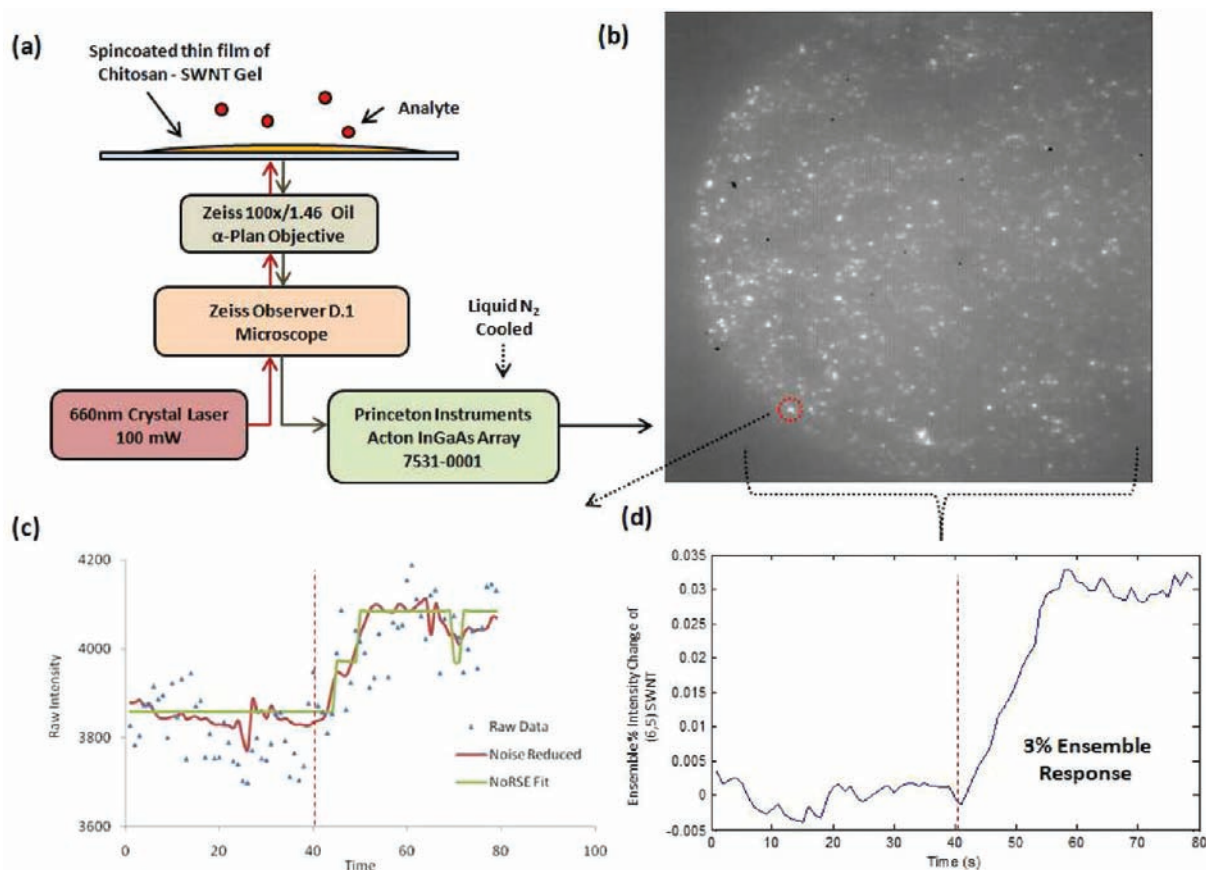 (a)
Spincoated thin film of
Chitosan - SWNT Gel
Analyte
Zeiss 100x/1.46 Oil
α-Plan Objective
Zeiss Observer D.1
Microscope
Liquid N₂
Cooled
660nm Crystal Laser
100 mW
Princeton Instruments
Acton InGaAs Array
7531-0001
(b)
(c)
4200
4000
3800
3600
Raw Intensity
Raw Data
Noise Reduced
NoRSE Fit
0
20
40
60
80
100
Time
(d)
0.035
0.03
0.025
0.02
0.015
0.01
0.005
0
-0.005
Ensemble % Intensity Change of
(6,5) SWNT
3% Ensemble
Response
0
10
20
30
40
50
60
70
80
Time (s)